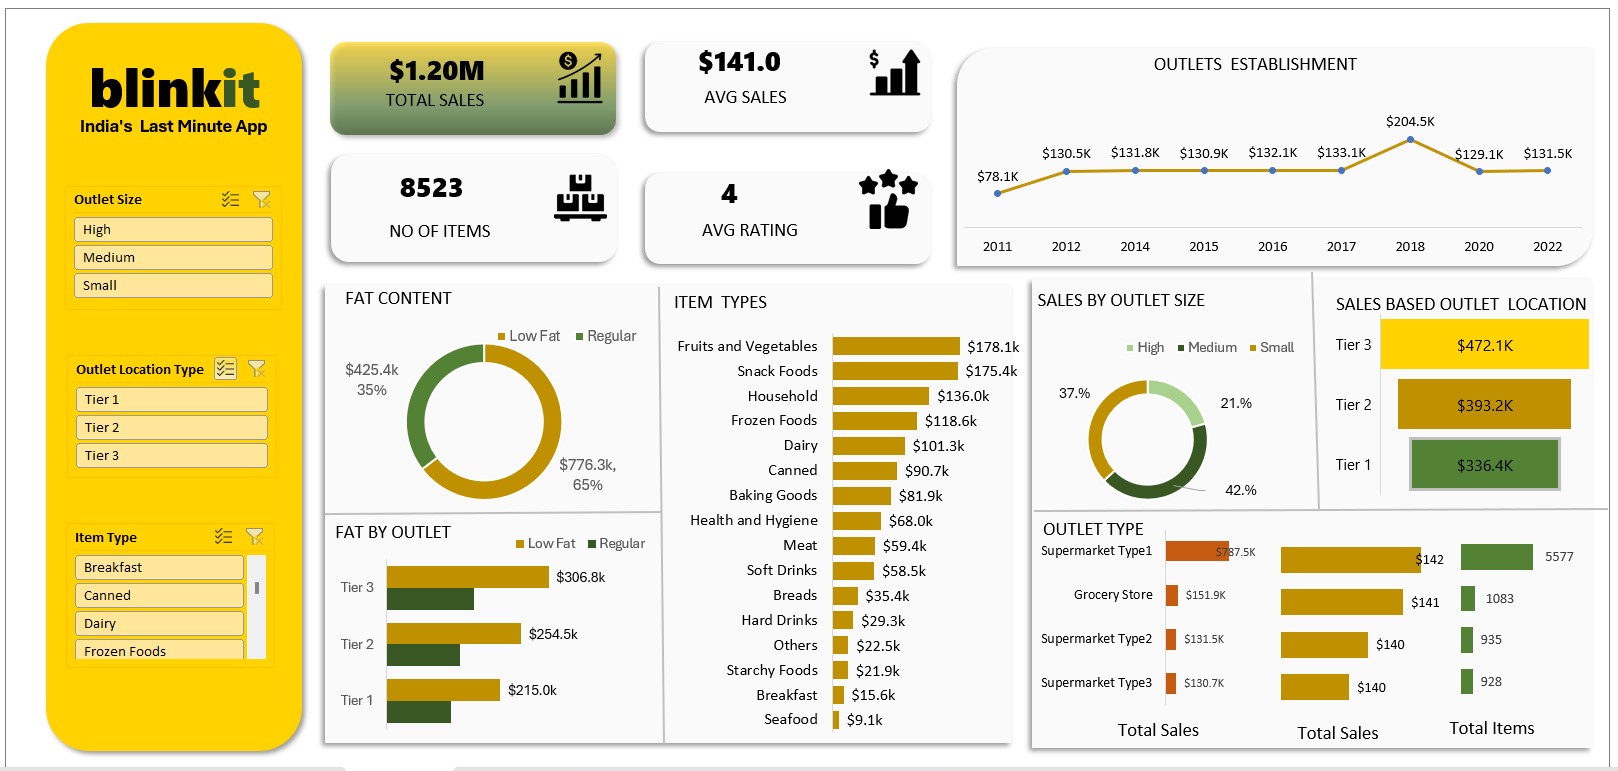 blinkit
India's Last Minute App
Outlet Size
High
Medium
Small
Outlet Location Type
Tier 1
Tier 2
Tier 3
Item Type
Breakfast
Canned
Dairy
Frozen Foods
$1.20M
TOTAL SALES
$141.0
AVG SALES
8523
NO OF ITEMS
4
AVG RATING
OUTLETS ESTABLISHMENT
$78.1K
$130.5K
$131.8K
$130.9K
$132.1K
$133.1K
$204.5K
$129.1K
$131.5K
2011 2012 2014 2015 2016 2017 2018 2020 2022
FAT CONTENT
Low Fat Regular
$425.4k
35%
$776.3k,
65%
FAT BY OUTLET
Low Fat Regular
Tier 3 $306.8k
Tier 2 $254.5k
Tier 1 $215.0k
ITEM TYPES
Fruits and Vegetables $178.1k
Snack Foods $175.4k
Household $136.0k
Frozen Foods $118.6k
Dairy $101.3k
Canned $90.7k
Baking Goods $81.9k
Health and Hygiene $68.0k
Meat $59.4k
Soft Drinks $58.5k
Breads $35.4k
Hard Drinks $29.3k
Others $22.5k
Starchy Foods $21.9k
Breakfast $15.6k
Seafood $9.1k
SALES BY OUTLET SIZE
High Medium Small
37.%
21.%
42.%
SALES BASED OUTLET LOCATION
Tier 3 $472.1K
Tier 2 $393.2K
Tier 1 $336.4K
OUTLET TYPE
Supermarket Type1 $787.5K $142 5577
Grocery Store $151.9K $141 1083
Supermarket Type2 $131.5K $140 935
Supermarket Type3 $130.7K $140 928
Total Sales Total Sales Total Items